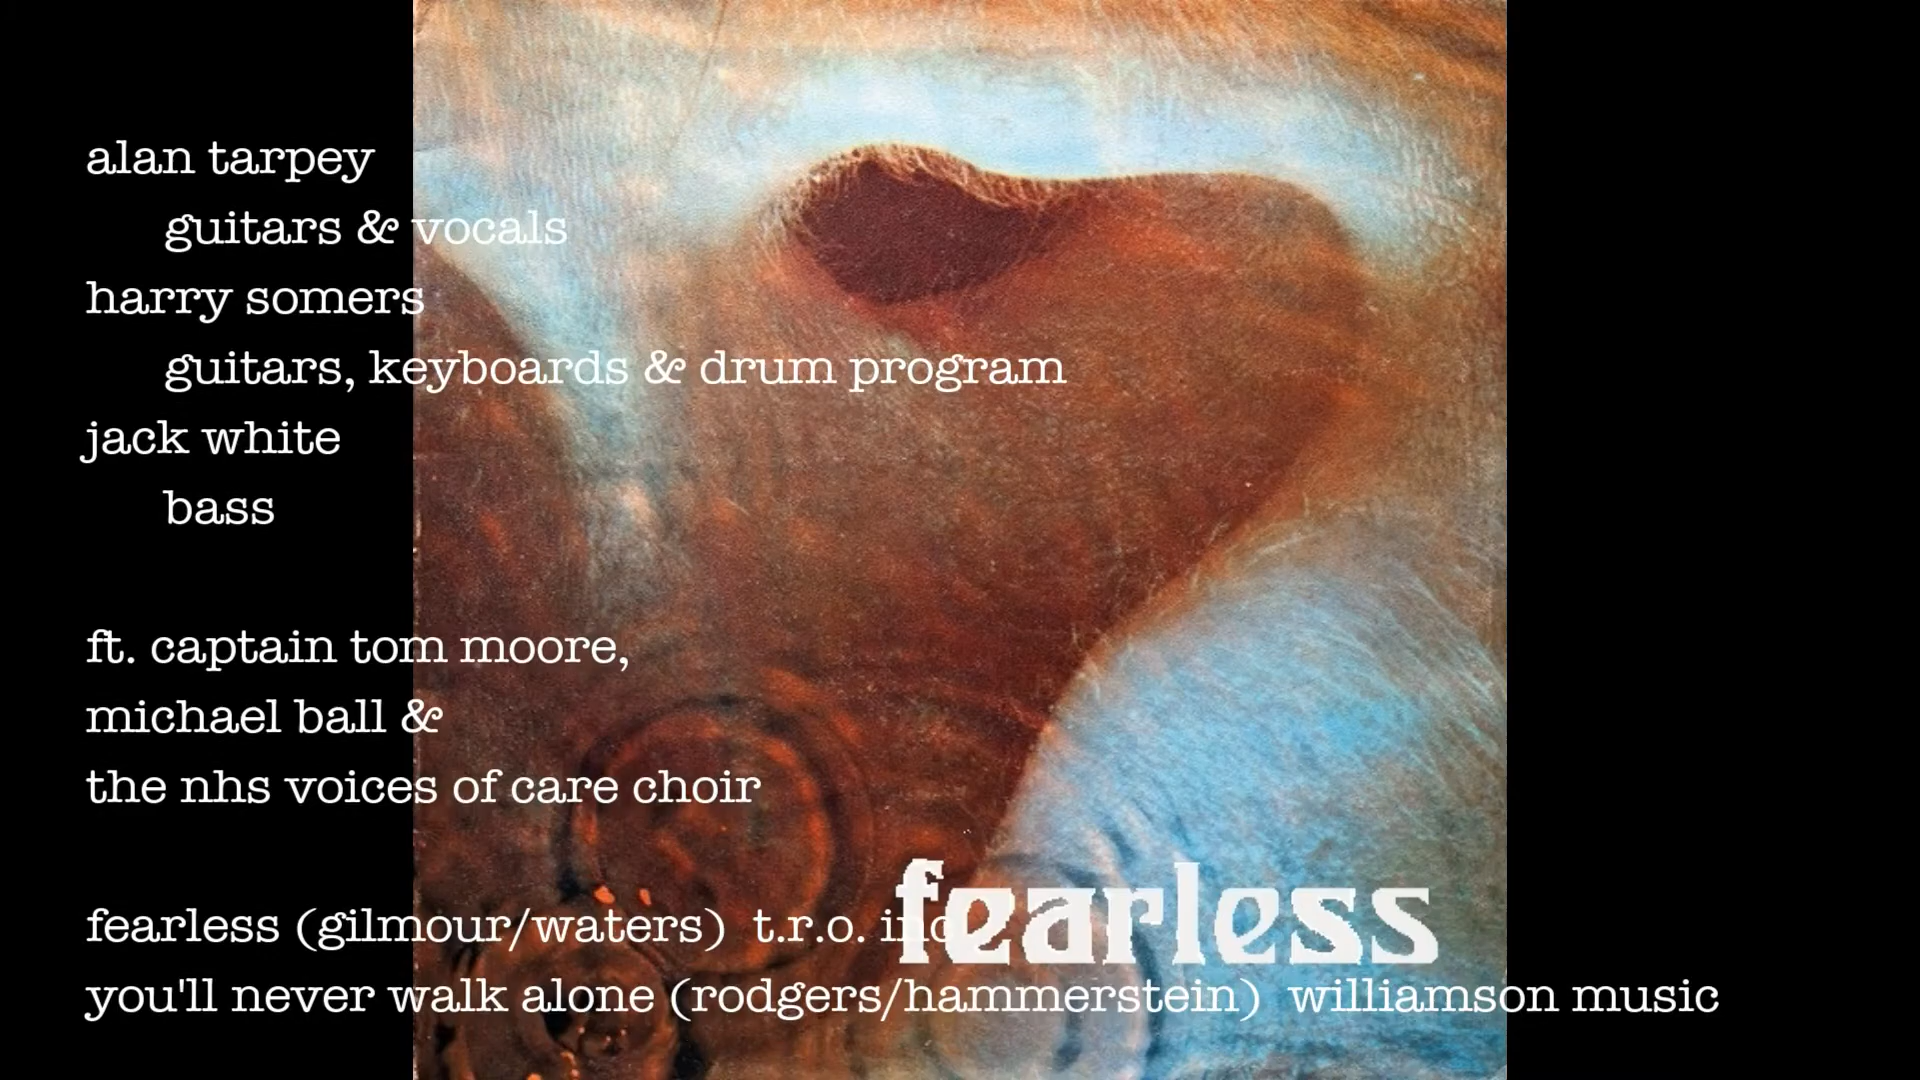 alan tarpey
guitars & vocals
harry somers
guitars, keyboards & drum program
jack white
bass
ft. captain tom moore,
michael ball &
the nhs voices of care choir
fearless (gilmour/waters) t.r.o. inc
fearless
you'll never walk alone (rodgers/hammerstein) williamson music